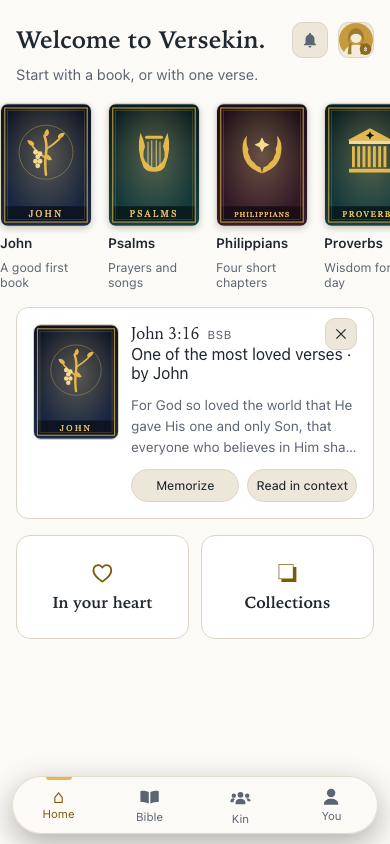 Welcome to Versekin.
Start with a book, or with one verse.
JOHN
PSALMS
PHILIPPIANS
PROVERB
John
Psalms
Philippians
Proverbs
A good first
book
Prayers and
songs
Four short
chapters
Wisdom for
day
John 3:16 BSB
One of the most loved verses ·
by John
For God so loved the world that He
gave His one and only Son, that
everyone who believes in Him sha…
JOHN
Memorize
Read in context
In your heart
Collections
Home
Bible
Kin
You